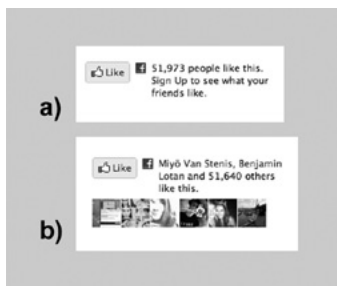 a)
Like
51,973 people like this.
Sign Up to see what your
friends like.
b)
Like
Miyö Van Stenis, Benjamin
Lotan and 51,640 others
like this.